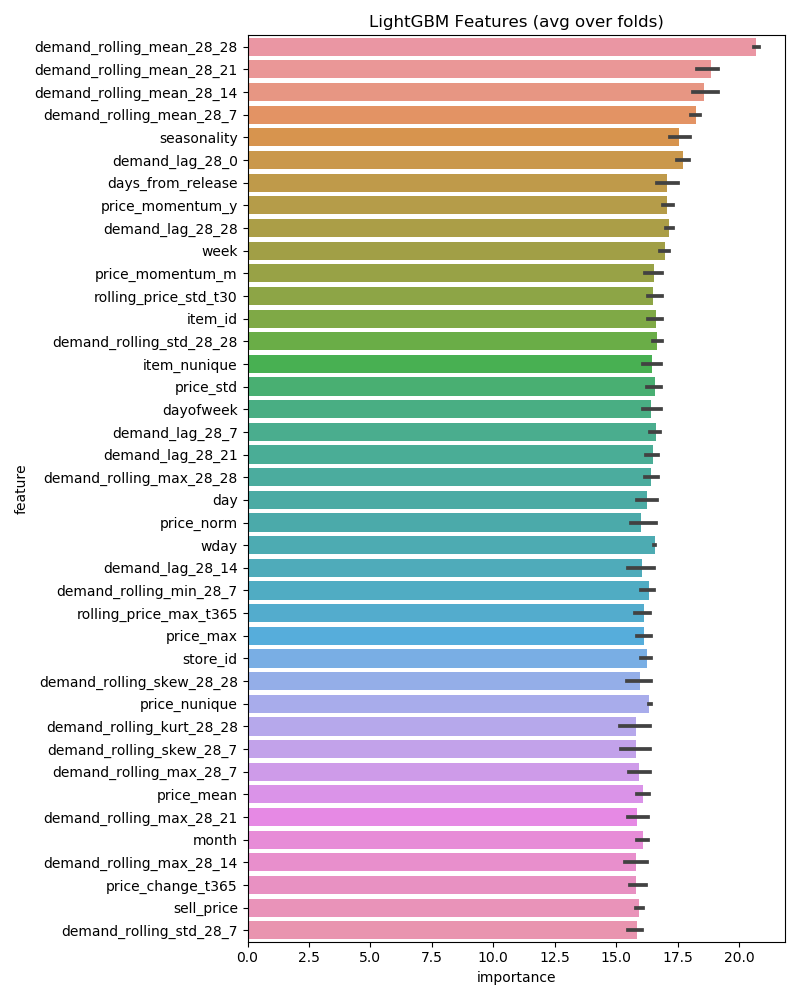 LightGBM Features (avg over folds)
demand_rolling_mean_28_28
demand_rolling_mean_28_21
demand_rolling_mean_28_14
demand_rolling_mean_28_7
seasonality
demand_lag_28_0
days_from_release
price_momentum_y
demand_lag_28_28
week
price_momentum_m
rolling_price_std_t30
item_id
demand_rolling_std_28_28
item_nunique
price_std
dayofweek
demand_lag_28_7
demand_lag_28_21
demand_rolling_max_28_28
day
price_norm
wday
demand_lag_28_14
demand_rolling_min_28_7
rolling_price_max_t365
price_max
store_id
demand_rolling_skew_28_28
price_nunique
demand_rolling_kurt_28_28
demand_rolling_skew_28_7
demand_rolling_max_28_7
price_mean
demand_rolling_max_28_21
month
demand_rolling_max_28_14
price_change_t365
sell_price
demand_rolling_std_28_7
feature
0.0 2.5 5.0 7.5 10.0 12.5 15.0 17.5 20.0
importance